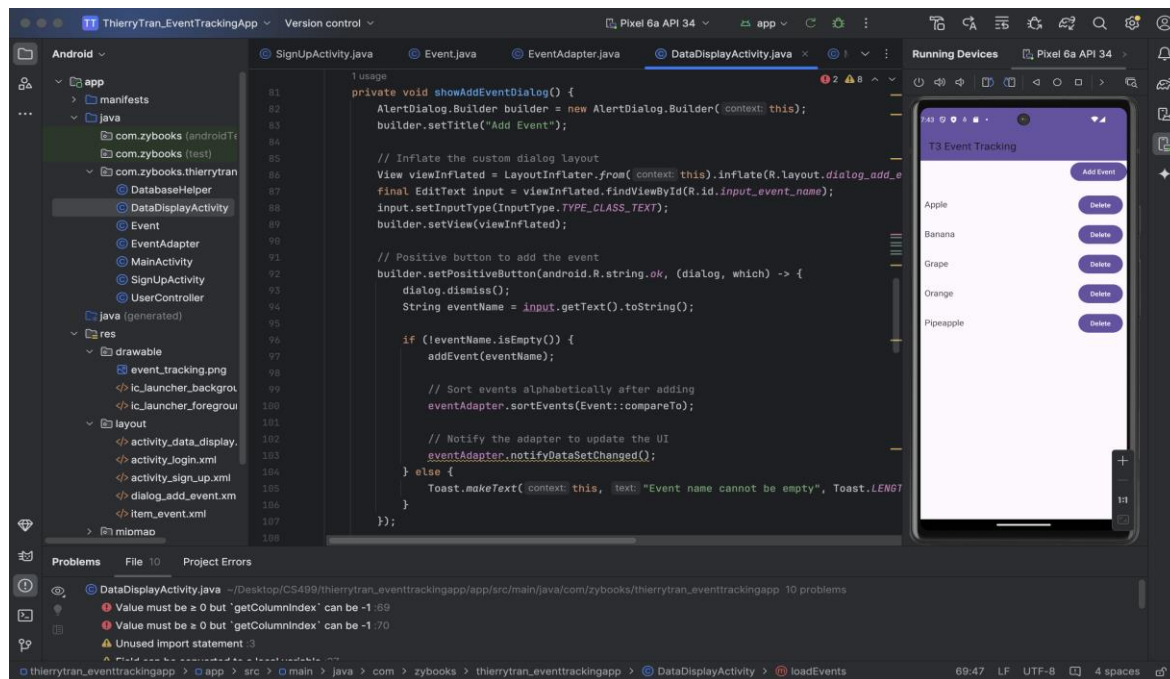 TT ThierryTran_EventTrackingApp Version control Pixel 6a API 34 app
Android
app
manifests
java
com.zybooks (androidTe
com.zybooks (test)
com.zybooks.thierrytran
DatabaseHelper
DataDisplayActivity
Event
EventAdapter
MainActivity
SignUpActivity
UserController
java (generated)
res
drawable
event_tracking.png
ic_launcher_backgrou
ic_launcher_foregroun
layout
activity_data_display.
activity_login.xml
activity_sign_up.xml
dialog_add_event.xm
item_event.xml
mipmap
SignUpActivity.java Event.java EventAdapter.java DataDisplayActivity.java
1 usage 2 8
81 private void showAddEventDialog() {
82 AlertDialog.Builder builder = new AlertDialog.Builder( context: this);
83 builder.setTitle("Add Event");
84
85 // Inflate the custom dialog layout
86 View viewInflated = LayoutInflater.from( context: this).inflate(R.layout.dialog_add_e
87 final EditText input = viewInflated.findViewById(R.id.input_event_name);
88 input.setInputType(InputType.TYPE_CLASS_TEXT);
89 builder.setView(viewInflated);
90
91 // Positive button to add the event
92 builder.setPositiveButton(android.R.string.ok, (dialog, which) -> {
93 dialog.dismiss();
94 String eventName = input.getText().toString();
95
96 if (!eventName.isEmpty()) {
97 addEvent(eventName);
98
99 // Sort events alphabetically after adding
100 eventAdapter.sortEvents(Event::compareTo);
101
102 // Notify the adapter to update the UI
103 eventAdapter.notifyDataSetChanged();
104 } else {
105 Toast.makeText( context: this, text: "Event name cannot be empty", Toast.LENGT
106 }
107 });
108
Running Devices Pixel 6a API 34
7:43
T3 Event Tracking
Add Event
Apple Delete
Banana Delete
Grape Delete
Orange Delete
Pipeapple Delete
1:1
Problems File 10 Project Errors
DataDisplayActivity.java ~/Desktop/CS499/thierrytran_eventtrackingapp/app/src/main/java/com/zybooks/thierrytran_eventtrackingapp 10 problems
Value must be ≥ 0 but `getColumnIndex` can be -1 :69
Value must be ≥ 0 but `getColumnIndex` can be -1 :70
Unused import statement :3
thierrytran_eventtrackingapp > app > src > main > java > com > zybooks > thierrytran_eventtrackingapp > DataDisplayActivity > loadEvents 69:47 LF UTF-8 4 spaces